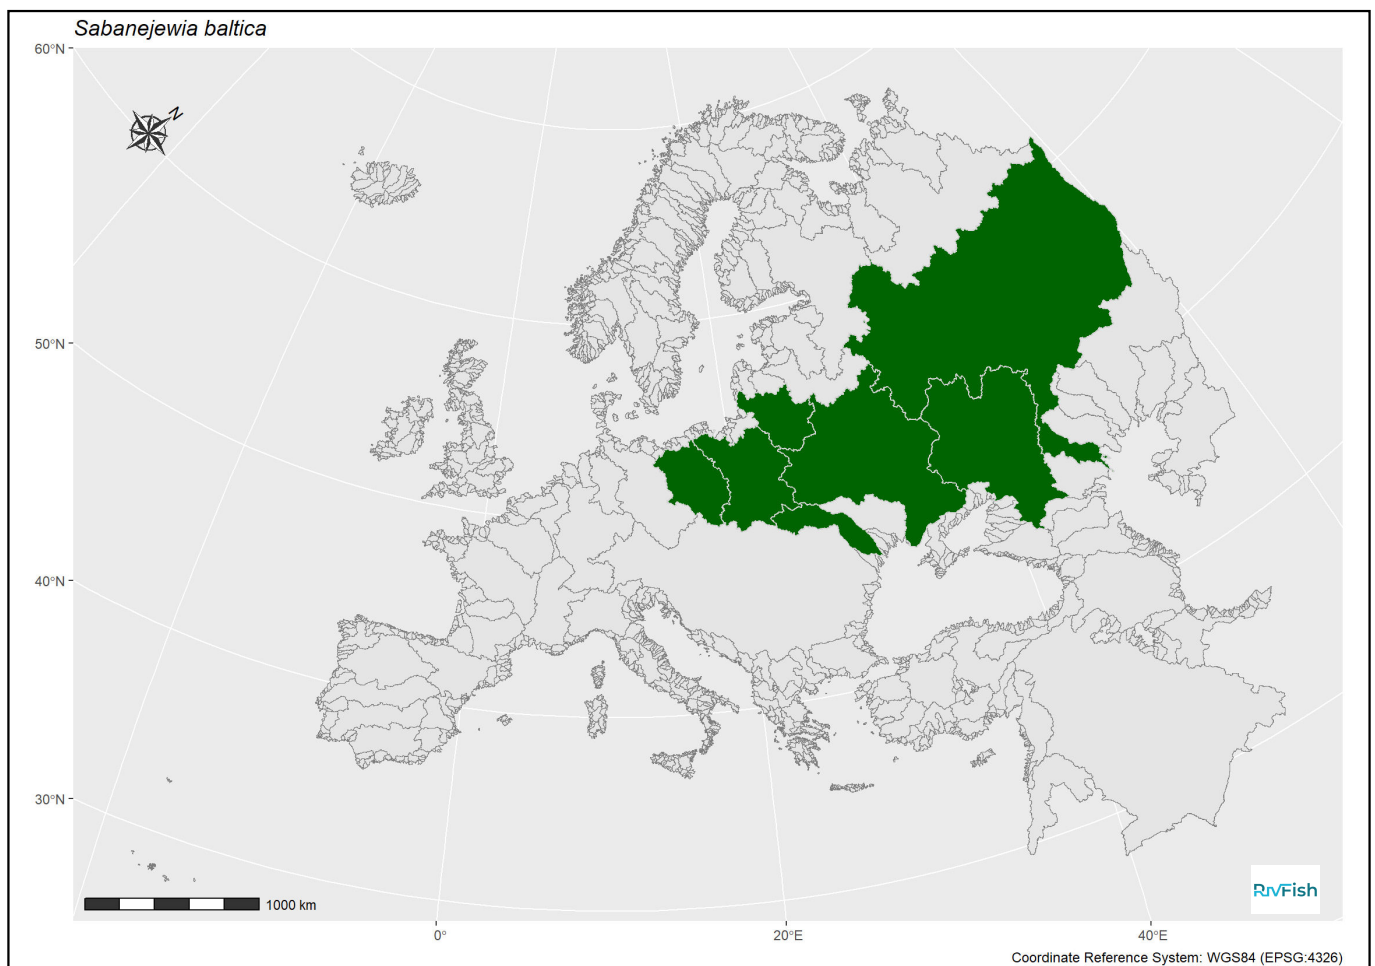 Sabanejewia baltica
60°N
N
50°N
40°N
30°N
1000 km
RIVFish
0°
20°E
40°E
Coordinate Reference System: WGS84 (EPSG:4326)